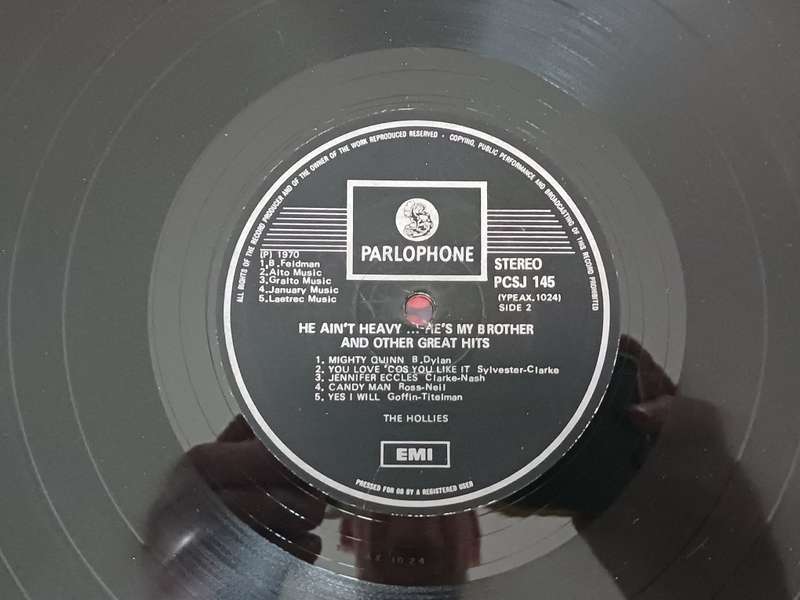 ALL RIGHTS OF THE RECORD PRODUCER AND OF THE OWNER OF THE WORK REPRODUCED RESERVED · COPYING, PUBLIC PERFORMANCE AND BROADCASTING OF THIS RECORD PROHIBITED
PARLOPHONE
(P) 1970
1,B.Feldman
2.Alto Music
3.Gralto Music
4.January Music
5.Laetrec Music
STEREO
PCSJ 145
(YPEAX.1024)
SIDE 2
HE AIN'T HEAVY ...HE'S MY BROTHER
AND OTHER GREAT HITS
1. MIGHTY QUINN B.Dylan
2. YOU LOVE 'COS YOU LIKE IT Sylvester-Clarke
3. JENNIFER ECCLES Clarke-Nash
4. CANDY MAN Ross-Neil
5. YES I WILL Goffin-Titelman
THE HOLLIES
EMI
PRESSED FOR OR BY A REGISTERED USER